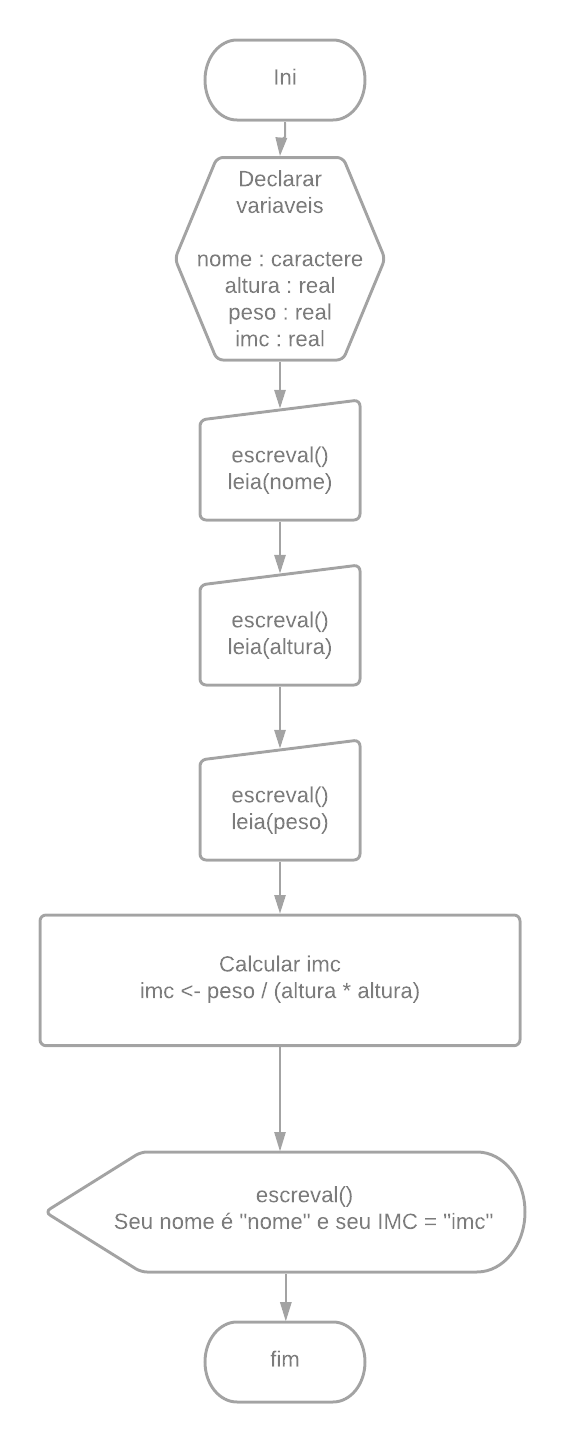 Ini
Declarar
variaveis
nome : caractere
altura : real
peso : real
imc : real
escreval()
leia(nome)
escreval()
leia(altura)
escreval()
leia(peso)
Calcular imc
imc <- peso / (altura * altura)
escreval()
Seu nome é "nome" e seu IMC = "imc"
fim